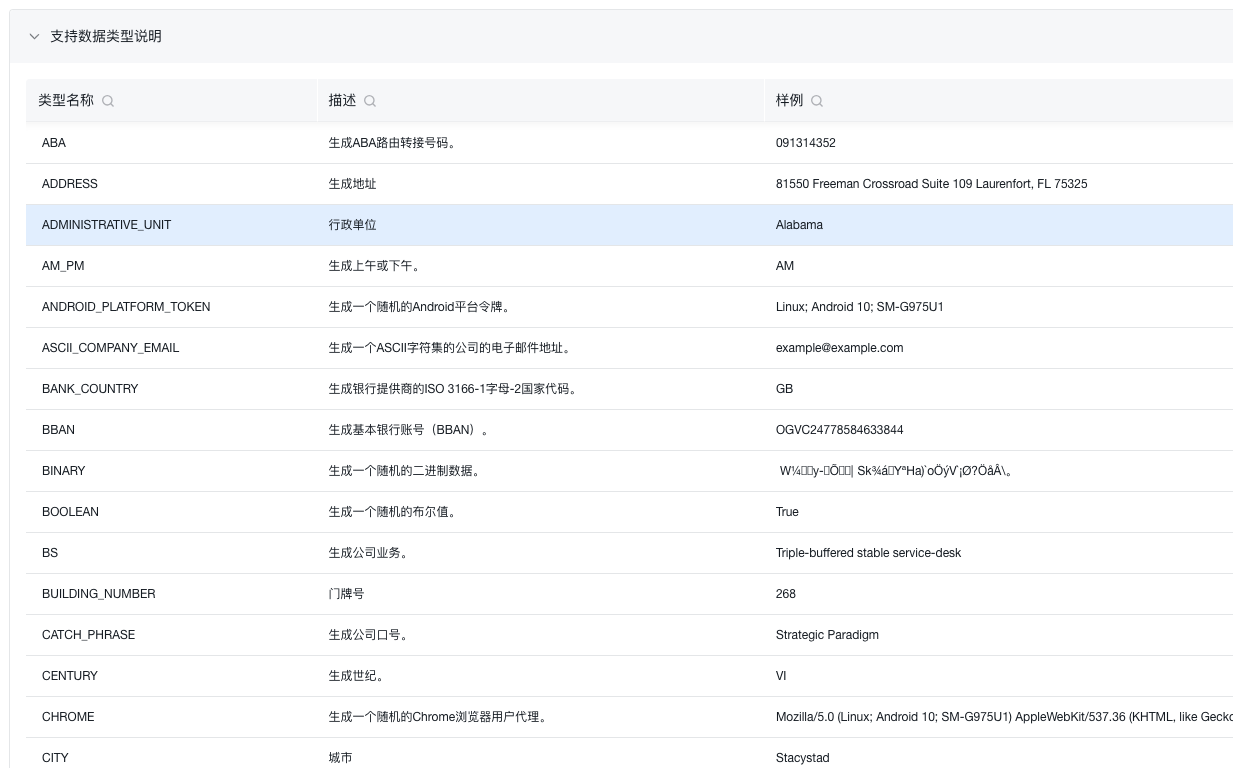 支持数据类型说明
类型名称 描述 样例
ABA 生成ABA路由转接号码。 091314352
ADDRESS 生成地址 81550 Freeman Crossroad Suite 109 Laurenfort, FL 75325
ADMINISTRATIVE_UNIT 行政单位 Alabama
AM_PM 生成上午或下午。 AM
ANDROID_PLATFORM_TOKEN 生成一个随机的Android平台令牌。 Linux; Android 10; SM-G975U1
ASCII_COMPANY_EMAIL 生成一个ASCII字符集的公司的电子邮件地址。 example@example.com
BANK_COUNTRY 生成银行提供商的ISO 3166-1字母-2国家代码。 GB
BBAN 生成基本银行账号（BBAN）。 OGVC24778584633844
BINARY 生成一个随机的二进制数据。
BOOLEAN 生成一个随机的布尔值。 True
BS 生成公司业务。 Triple-buffered stable service-desk
BUILDING_NUMBER 门牌号 268
CATCH_PHRASE 生成公司口号。 Strategic Paradigm
CENTURY 生成世纪。 VI
CHROME 生成一个随机的Chrome浏览器用户代理。 Mozilla/5.0 (Linux; Android 10; SM-G975U1) AppleWebKit/537.36 (KHTML, like
CITY 城市 Stacystad